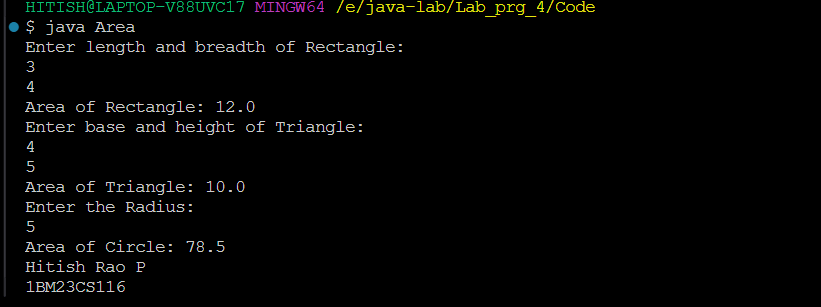 HITISH@LAPTOP-V88UVC17 MINGW64 /e/java-lab/Lab_prg_4/Code
$ java Area
Enter length and breadth of Rectangle:
3
4
Area of Rectangle: 12.0
Enter base and height of Triangle:
4
5
Area of Triangle: 10.0
Enter the Radius:
5
Area of Circle: 78.5
Hitish Rao P
1BM23CS116